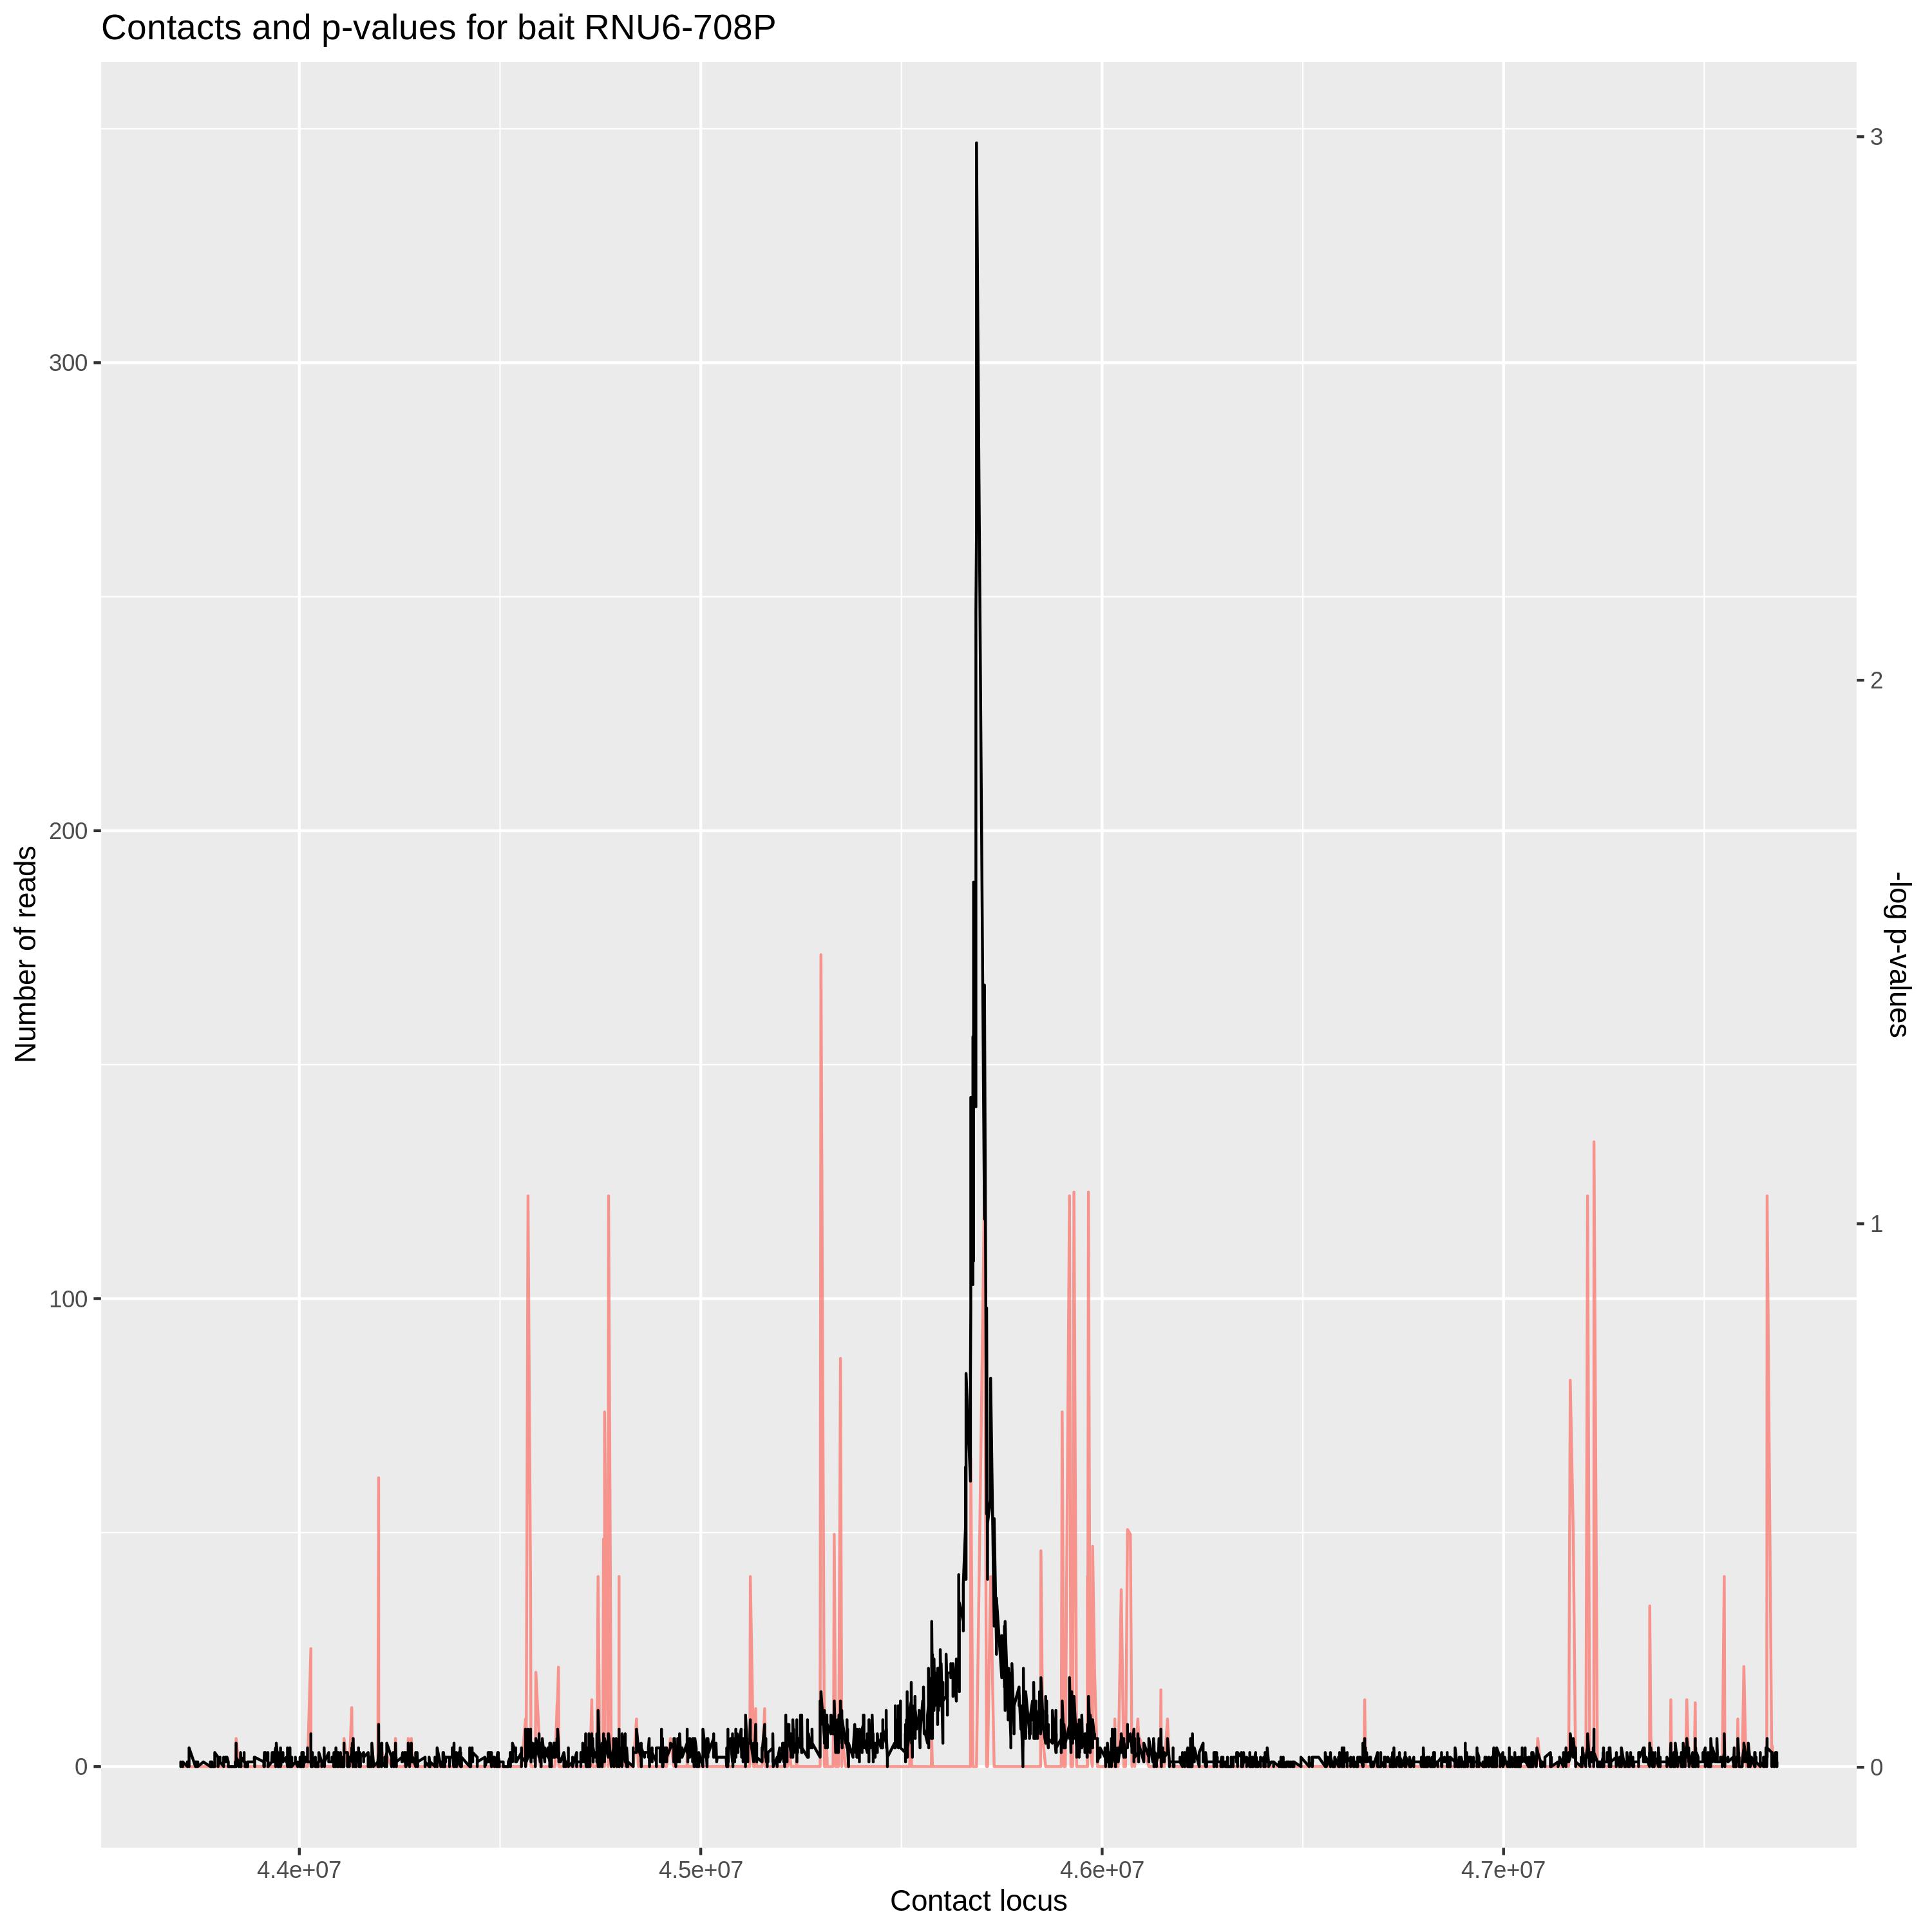 Contacts and p-values for bait RNU6-708P
300
200
100
0
Number of reads
3
2
1
0
-log p-values
4.4e+07
4.5e+07
4.6e+07
4.7e+07
Contact locus